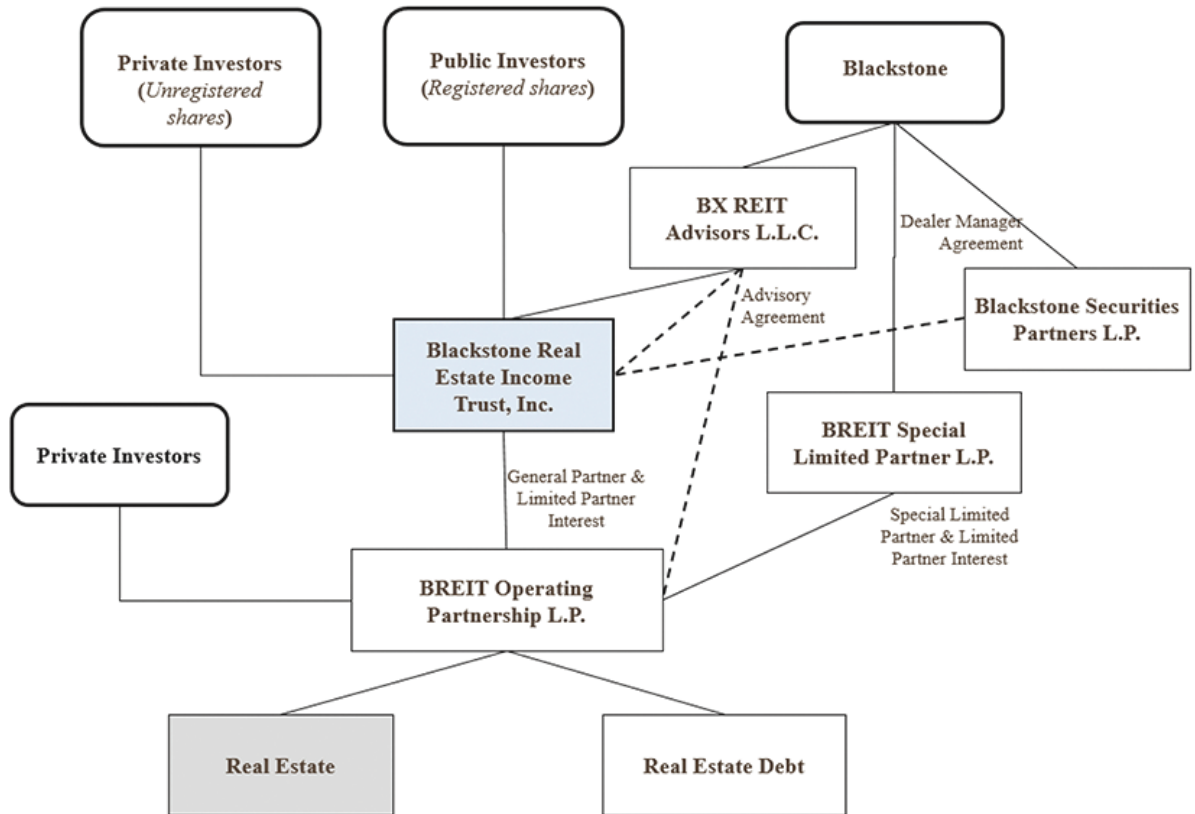 Private Investors
(Unregistered
shares)
Public Investors
(Registered shares)
Blackstone
BX REIT
Advisors L.L.C.
Dealer Manager
Agreement
Advisory
Agreement
Blackstone Securities
Partners L.P.
Blackstone Real
Estate Income
Trust, Inc.
Private Investors
BREIT Special
Limited Partner L.P.
General Partner &
Limited Partner
Interest
Special Limited
Partner & Limited
Partner Interest
BREIT Operating
Partnership L.P.
Real Estate
Real Estate Debt